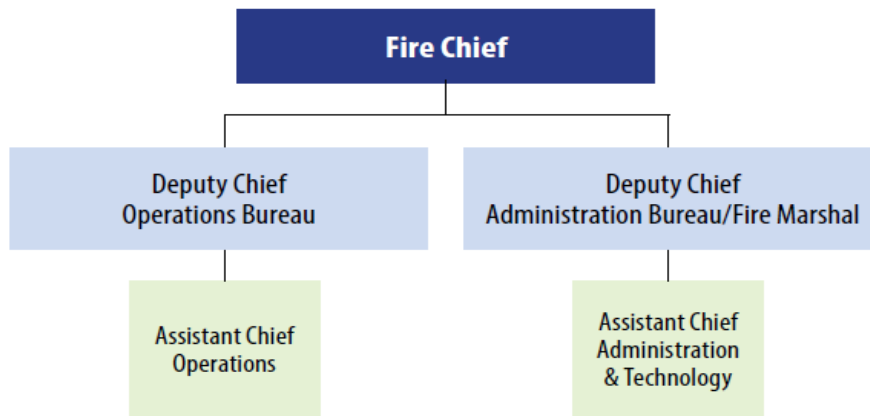 Fire Chief
Deputy Chief
Operations Bureau
Deputy Chief
Administration Bureau/Fire Marshal
Assistant Chief
Operations
Assistant Chief
Administration
& Technology